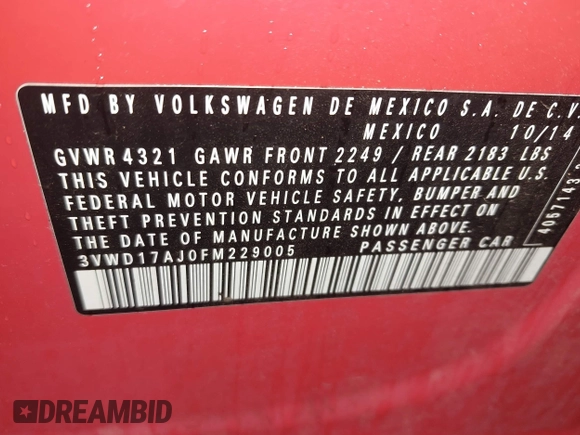 MFD BY VOLKSWAGEN DE MEXICO S.A. DE C.V.
MEXICO 10/14
GVWR 4321 GAWR FRONT 2249 / REAR 2183 LBS
THIS VEHICLE CONFORMS TO ALL APPLICABLE U.S.
FEDERAL MOTOR VEHICLE SAFETY, BUMPER AND
THEFT PREVENTION STANDARDS IN EFFECT ON
THE DATE OF MANUFACTURE SHOWN ABOVE.
3VWD17AJ0FM229005 PASSENGER CAR
4057143
DREAMBID